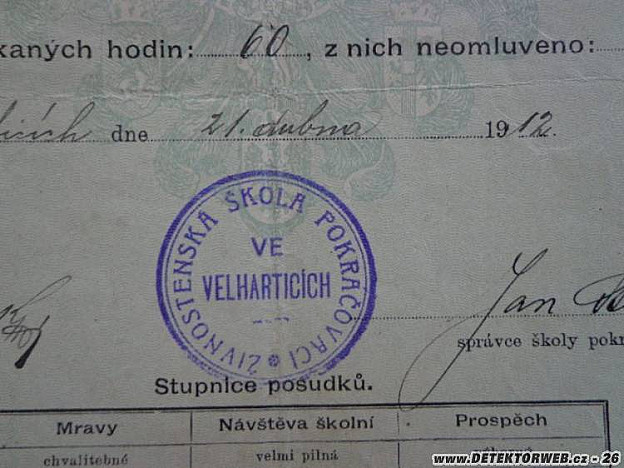 kaných hodin: 60, z nich neomluveno:
dne 21. dubna 1912.
ŽIVNOSTENSKÁ ŠKOLA POKRAČOVACÍ
VE
VELHARTICÍCH
Jan
správce školy pokr
Stupnice posudků.
Mravy Návštěva školní Prospěch
chvalitebné velmi pilná
www.DETEKTORWEB.cz - 26